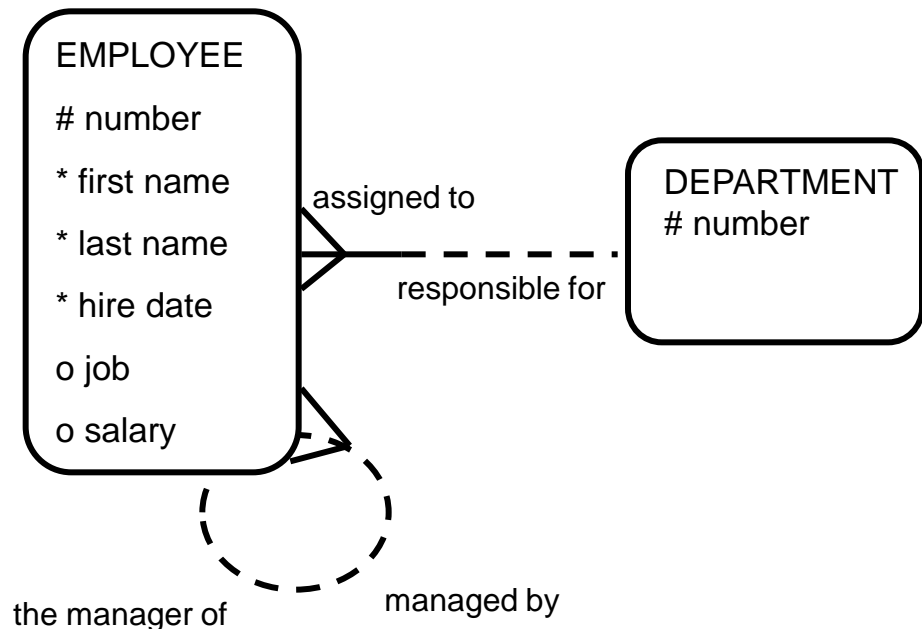 EMPLOYEE
# number
* first name
* last name
* hire date
o job
o salary
assigned to
responsible for
DEPARTMENT
# number
the manager of
managed by